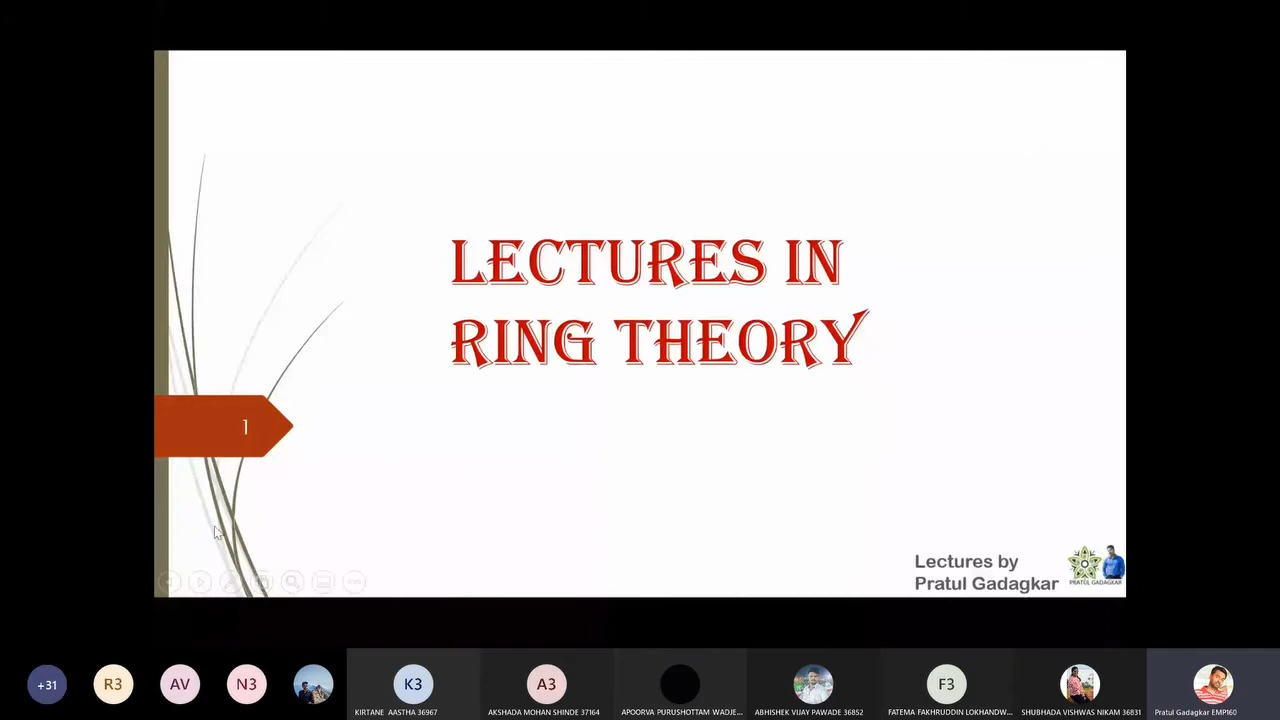 LECTURES IN
RING THEORY
1
Lectures by
Pratul Gadagkar
PRATUL GADAGKAR
+31
R3
AV
N3
K3
A3
F3
KIRTANE AASTHA 36967
AKSHADA MOHAN SHINDE 37164
APOORVA PURUSHOTTAM WADJE...
ABHISHEK VIJAY PAWADE 36852
FATEMA FAKHRUDDIN LOKHANDW...
SHUBHADA VISHWAS NIKAM 36831
Pratul Gadagkar EMP160